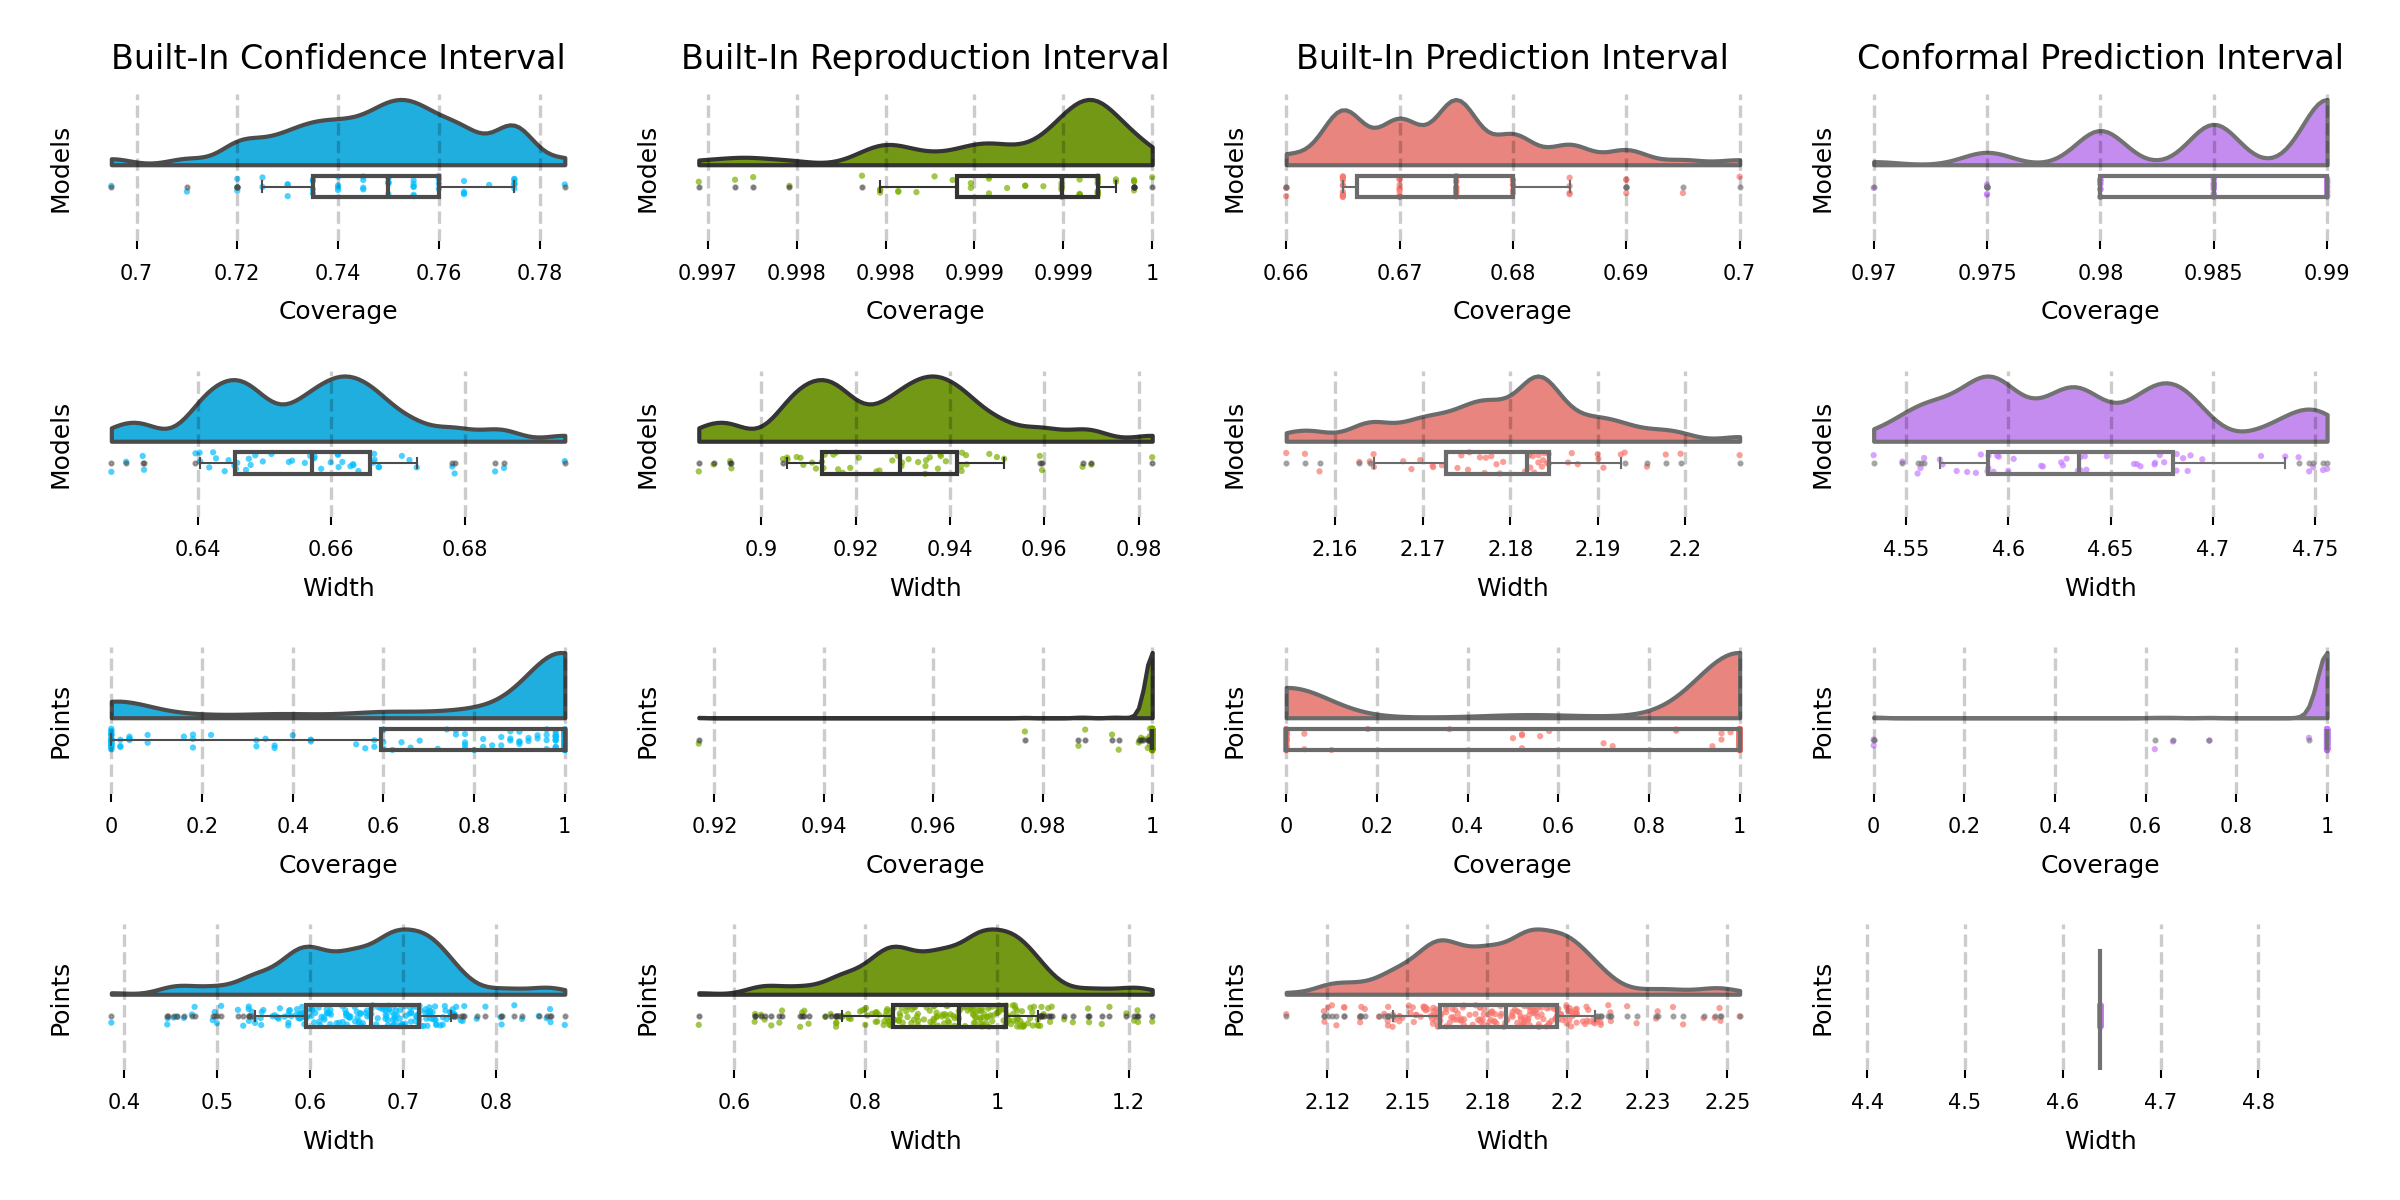 Built-In Confidence Interval Built-In Reproduction Interval Built-In Prediction Interval Conformal Prediction Interval
Models Models Models Models
0.7 0.72 0.74 0.76 0.78 0.997 0.998 0.998 0.999 0.999 1 0.66 0.67 0.68 0.69 0.7 0.97 0.975 0.98 0.985 0.99
Coverage Coverage Coverage Coverage
Models Models Models Models
0.64 0.66 0.68 0.9 0.92 0.94 0.96 0.98 2.16 2.17 2.18 2.19 2.2 4.55 4.6 4.65 4.7 4.75
Width Width Width Width
Points Points Points Points
0 0.2 0.4 0.6 0.8 1 0.92 0.94 0.96 0.98 1 0 0.2 0.4 0.6 0.8 1 0 0.2 0.4 0.6 0.8 1
Coverage Coverage Coverage Coverage
Points Points Points Points
0.4 0.5 0.6 0.7 0.8 0.6 0.8 1 1.2 2.12 2.15 2.18 2.2 2.23 2.25 4.4 4.5 4.6 4.7 4.8
Width Width Width Width